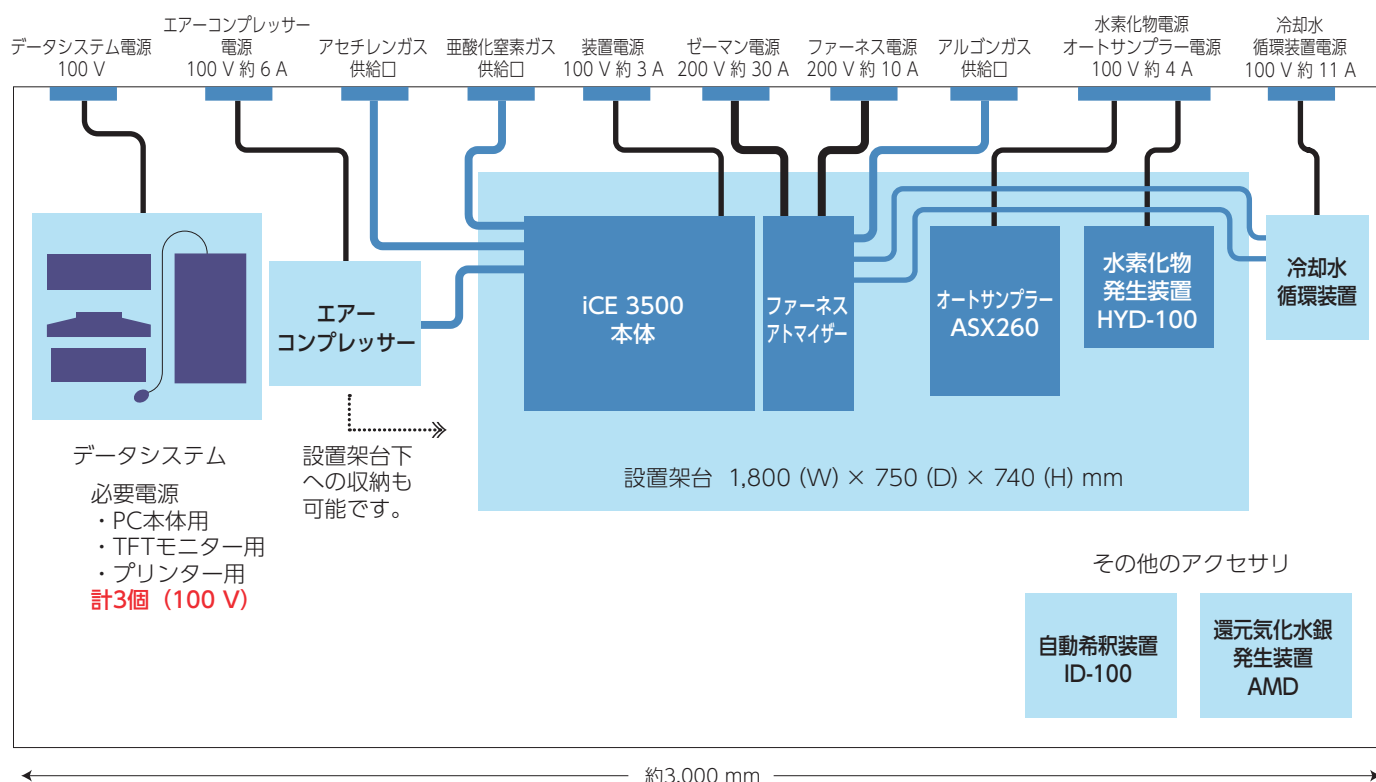 データシステム電源
100 V
エアーコンプレッサー
電源
100 V 約 6 A
アセチレンガス
供給口
亜酸化窒素ガス
供給口
装置電源
100 V 約 3 A
ゼーマン電源
200 V 約 30 A
ファーネス電源
200 V 約 10 A
アルゴンガス
供給口
水素化物電源
オートサンプラー電源
100 V 約 4 A
冷却水
循環装置電源
100 V 約 11 A
エアー
コンプレッサー
iCE 3500
本体
ファーネス
アトマイザー
オートサンプラー
ASX260
水素化物
発生装置
HYD-100
冷却水
循環装置
データシステム
必要電源
・PC本体用
・TFTモニター用
・プリンター用
計3個（100 V）
設置架台下
への収納も
可能です。
設置架台 1,800 (W) × 750 (D) × 740 (H) mm
その他のアクセサリ
自動希釈装置
ID-100
還元気化水銀
発生装置
AMD
約3,000 mm